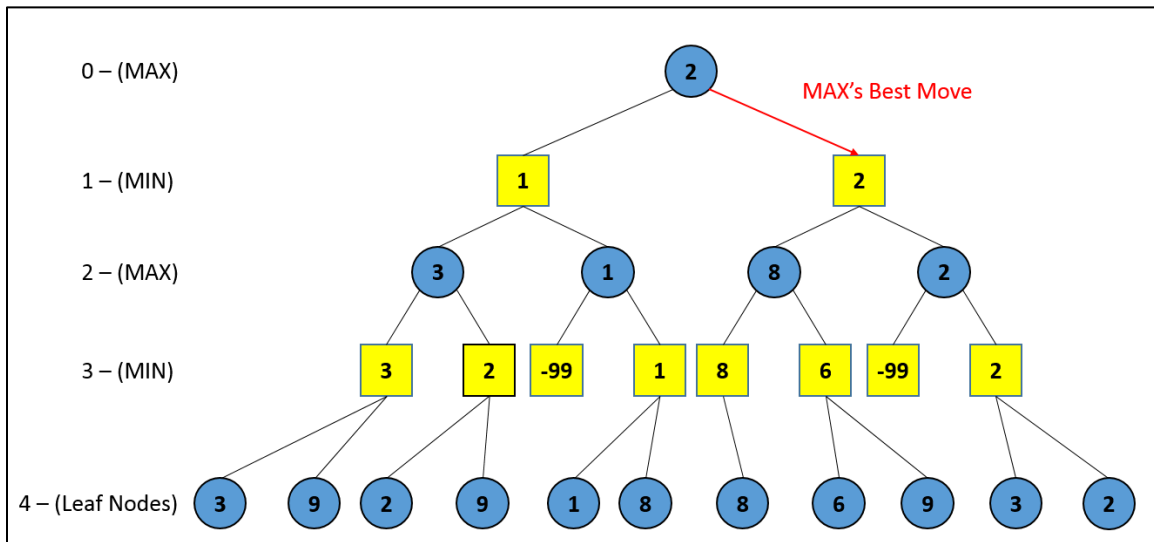 0 – (MAX) 2
MAX's Best Move
1 – (MIN) 1 2
2 – (MAX) 3 1 8 2
3 – (MIN) 3 2 -99 1 8 6 -99 2
4 – (Leaf Nodes) 3 9 2 9 1 8 8 6 9 3 2